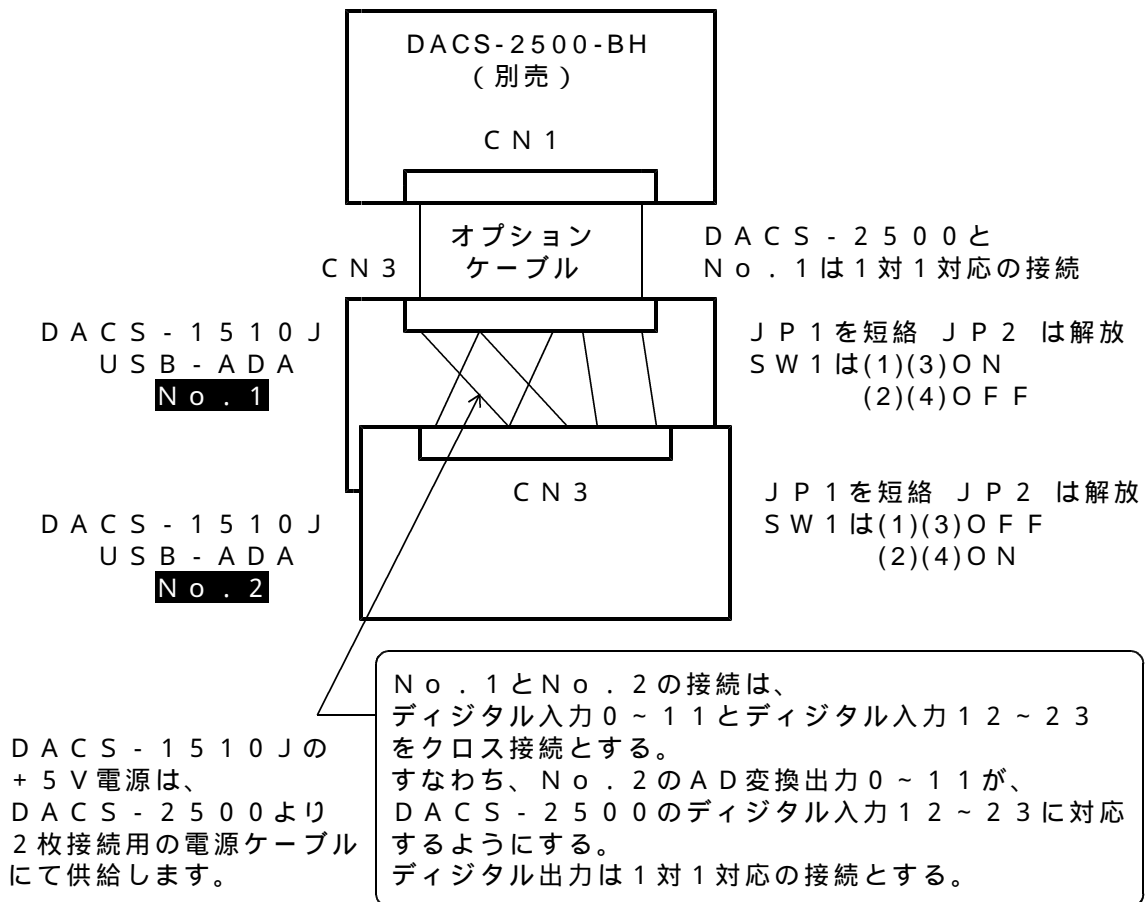 DACS-2500-BH
(別売)
CN1
オプション
ケーブル
CN3
DACS-2500と
No.1は1対1対応の接続
DACS-1510J
USB-ADA
No.1
JP1を短絡 JP2 は解放
SW1は(1)(3)ON
(2)(4)OFF
CN3
DACS-1510J
USB-ADA
No.2
JP1を短絡 JP2 は解放
SW1は(1)(3)OFF
(2)(4)ON
DACS-1510Jの
+5V電源は、
DACS-2500より
2枚接続用の電源ケーブル
にて供給します。
No.1とNo.2の接続は、
ディジタル入力0~11とディジタル入力12~23
をクロス接続とする。
すなわち、No.2のAD変換出力0~11が、
DACS-2500のディジタル入力12~23に対応
するようにする。
ディジタル出力は1対1対応の接続とする。